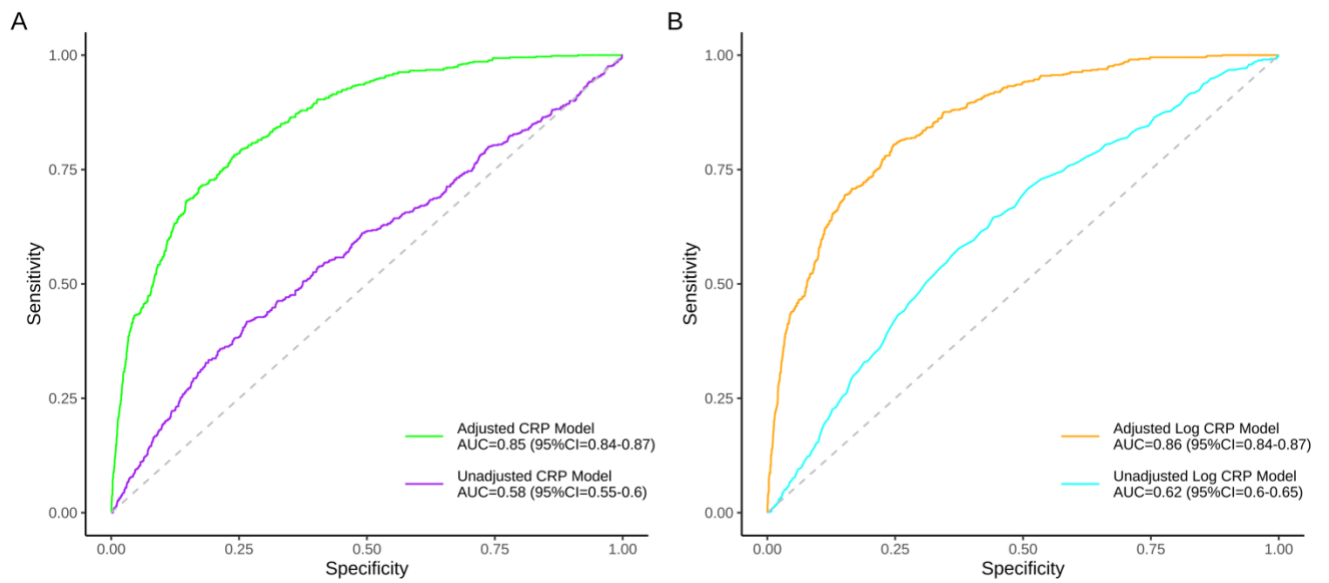 A
1.00
0.75
0.50
0.25
0.00
Sensitivity
Adjusted CRP Model
AUC=0.85 (95%CI=0.84-0.87)
Unadjusted CRP Model
AUC=0.58 (95%CI=0.55-0.6)
0.00 0.25 0.50 0.75 1.00
Specificity
B
1.00
0.75
0.50
0.25
0.00
Sensitivity
Adjusted Log CRP Model
AUC=0.86 (95%CI=0.84-0.87)
Unadjusted Log CRP Model
AUC=0.62 (95%CI=0.6-0.65)
0.00 0.25 0.50 0.75 1.00
Specificity